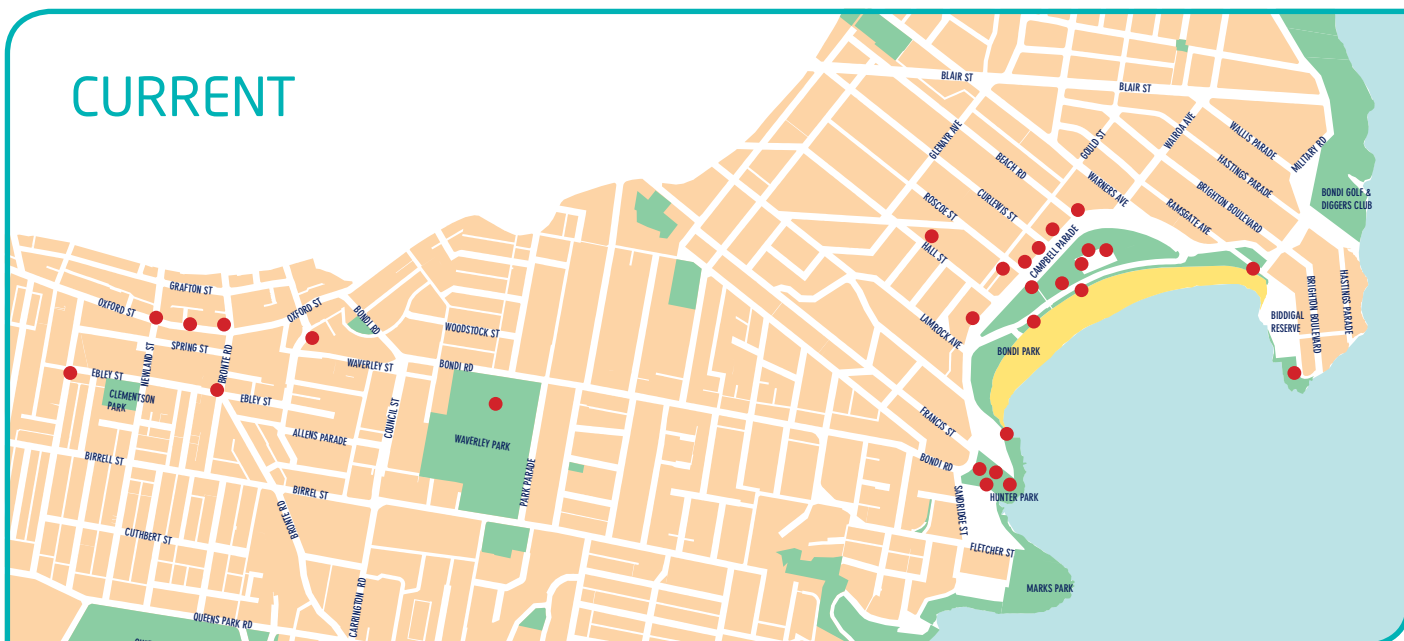 CURRENT
BLAIR ST
BLAIR ST
GLENAYR AVE
BEACH RD
GOULD ST
WAIROA AVE
WALLIS PARADE
HASTINGS PARADE
MILITARY RD
BRIGHTON BOULEVARD
WARNERS AVE
RAMSGATE AVE
BONDI GOLF &
DIGGERS CLUB
CURLEWIS ST
ROSCOE ST
HALL ST
CAMPBELL PARADE
LAMROCK AVE
BONDI PARK
BIDDIGAL
RESERVE
BRIGHTON BOULEVARD
HASTINGS PARADE
GRAFTON ST
OXFORD ST
OXFORD ST
BONDI RD
WOODSTOCK ST
SPRING ST
NEWLAND ST
BRONTE RD
WAVERLEY ST
BONDI RD
EBLEY ST
CLEMENTSON
PARK
EBLEY ST
COUNCIL ST
ALLENS PARADE
WAVERLEY PARK
PARK PARADE
FRANCIS ST
BONDI RD
HUNTER PARK
SANDRIDGE ST
BIRRELL ST
BIRREL ST
BRONTE RD
CUTHBERT ST
FLETCHER ST
MARKS PARK
CARRINGTON RD
QUEENS PARK RD